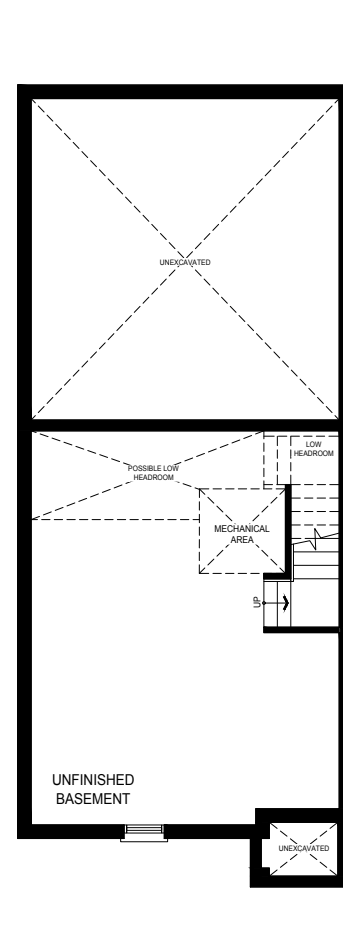 UNEXCAVATED
LOW
HEADROOM
POSSIBLE LOW
HEADROOM
MECHANICAL
AREA
UP
UNFINISHED
BASEMENT
UNEXCAVATED